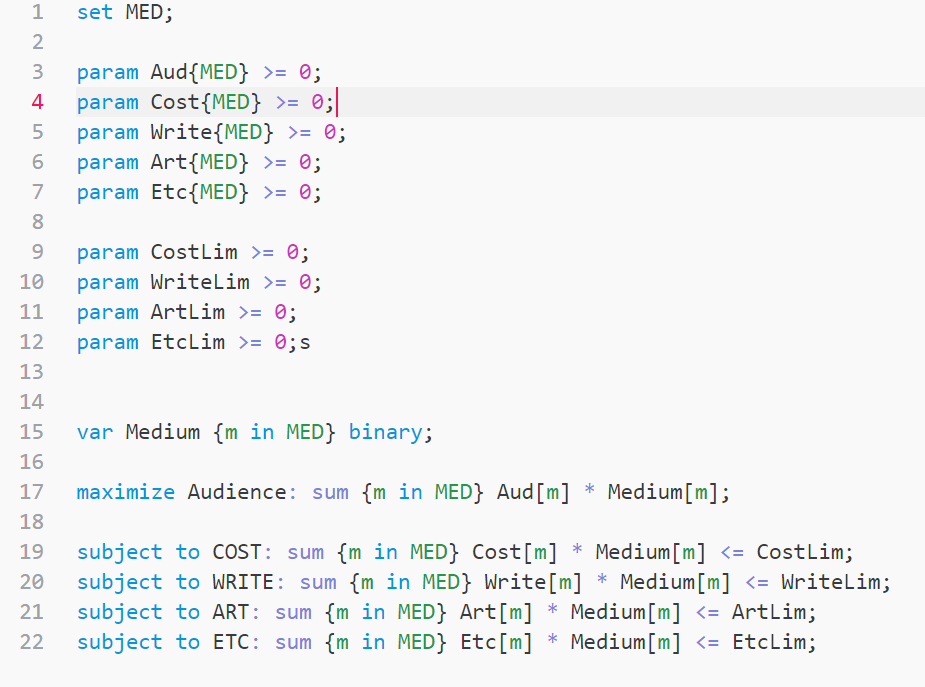 1 set MED;
2
3 param Aud{MED} >= 0;
4 param Cost{MED} >= 0;
5 param Write{MED} >= 0;
6 param Art{MED} >= 0;
7 param Etc{MED} >= 0;
8
9 param CostLim >= 0;
10 param WriteLim >= 0;
11 param ArtLim >= 0;
12 param EtcLim >= 0;s
13
14
15 var Medium {m in MED} binary;
16
17 maximize Audience: sum {m in MED} Aud[m] * Medium[m];
18
19 subject to COST: sum {m in MED} Cost[m] * Medium[m] <= CostLim;
20 subject to WRITE: sum {m in MED} Write[m] * Medium[m] <= WriteLim;
21 subject to ART: sum {m in MED} Art[m] * Medium[m] <= ArtLim;
22 subject to ETC: sum {m in MED} Etc[m] * Medium[m] <= EtcLim;